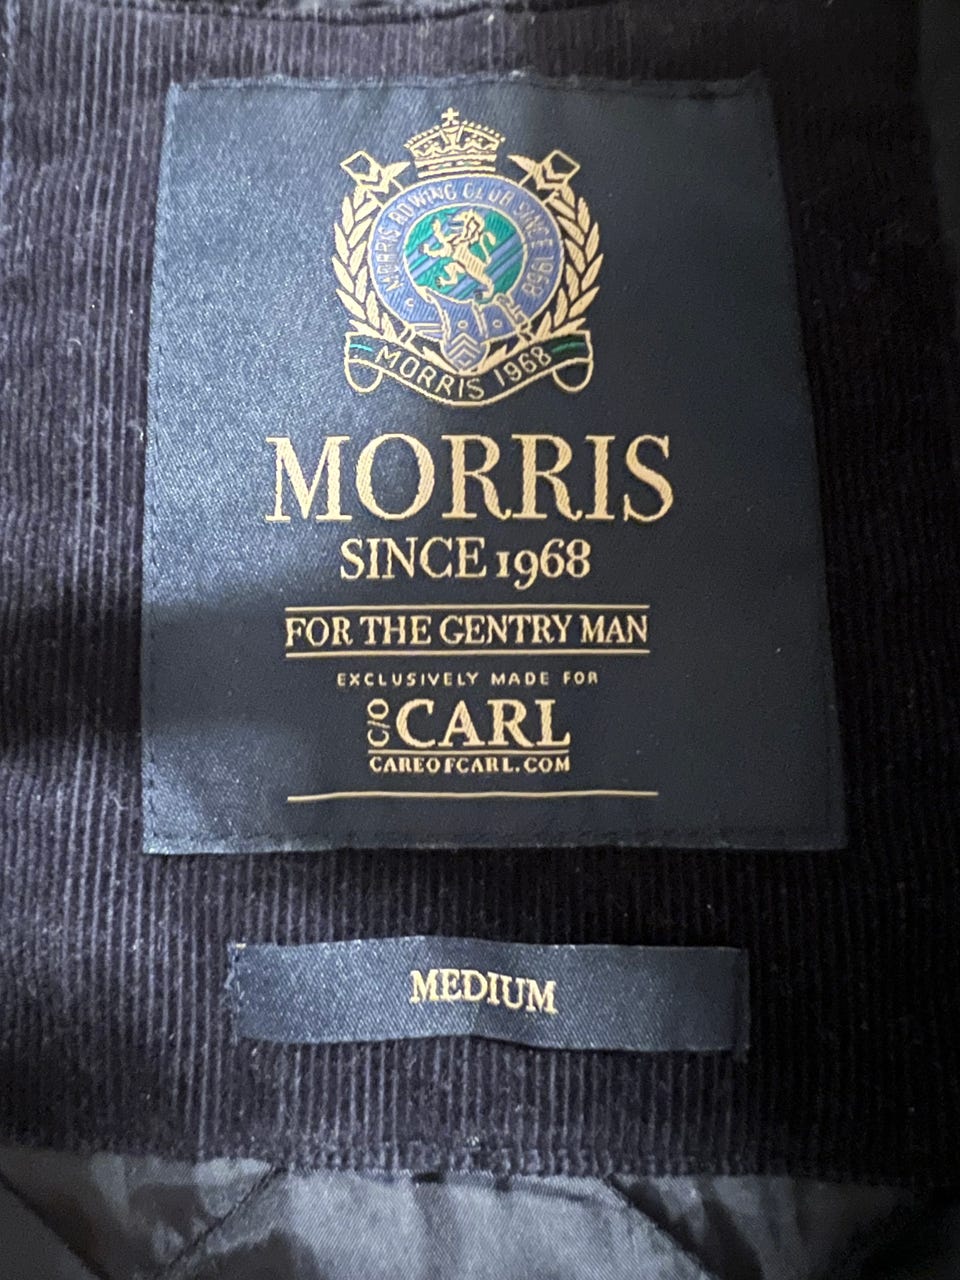 MORRIS ROWING CLUB SINCE 1968
MORRIS 1968
MORRIS
SINCE 1968
FOR THE GENTRY MAN
EXCLUSIVELY MADE FOR
C/O CARL
CAREOFCARL.COM
MEDIUM